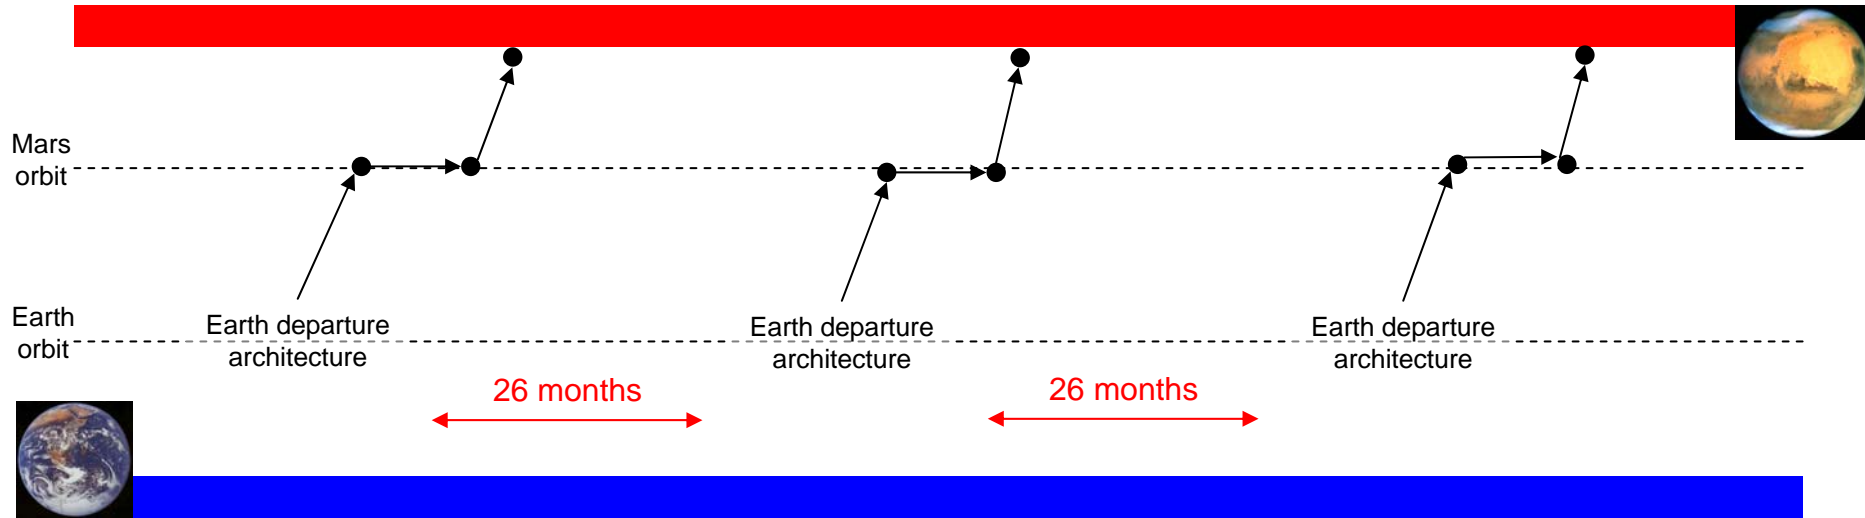 Mars
orbit
Earth
orbit
Earth departure
architecture
Earth departure
architecture
Earth departure
architecture
26 months
26 months